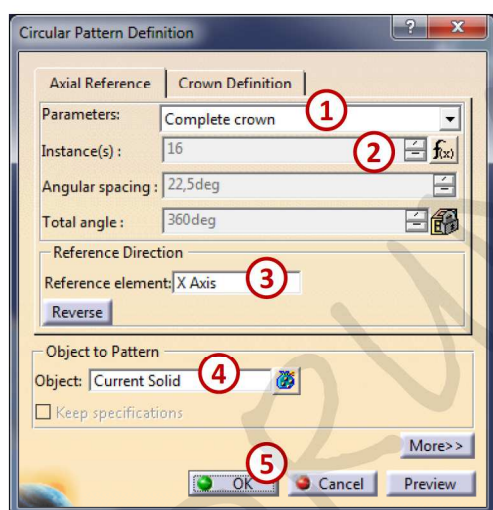 Circular Pattern Definition
? X
Axial Reference Crown Definition
Parameters: Complete crown 1
Instance(s) : 16 2 f(x)
Angular spacing : 22,5deg
Total angle : 360deg
Reference Direction
Reference element: X Axis 3
Reverse
Object to Pattern
Object: Current Solid 4
Keep specifications
More>>
5
OK Cancel Preview